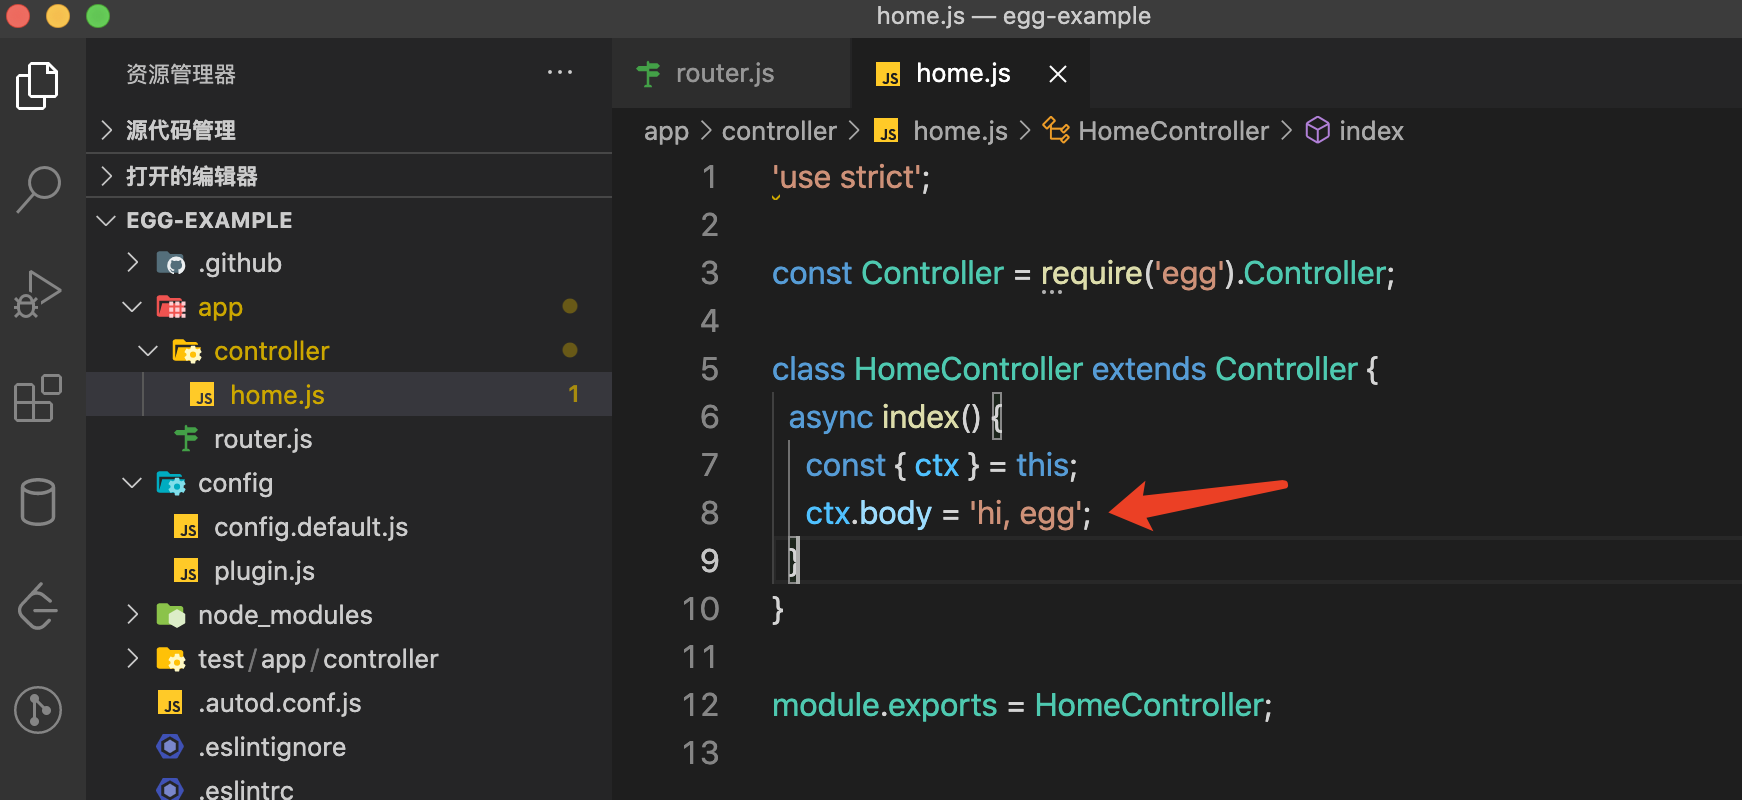 home.js — egg-example
资源管理器 ···
源代码管理
打开的编辑器
EGG-EXAMPLE
.github
app
controller
home.js 1
router.js
config
config.default.js
plugin.js
node_modules
test/app/controller
.autod.conf.js
.eslintignore
.eslintrc
router.js
JS home.js
app > controller > JS home.js > HomeController > index
1 'use strict';
2
3 const Controller = require('egg').Controller;
4
5 class HomeController extends Controller {
6 async index() {
7 const { ctx } = this;
8 ctx.body = 'hi, egg';
9 }
10 }
11
12 module.exports = HomeController;
13